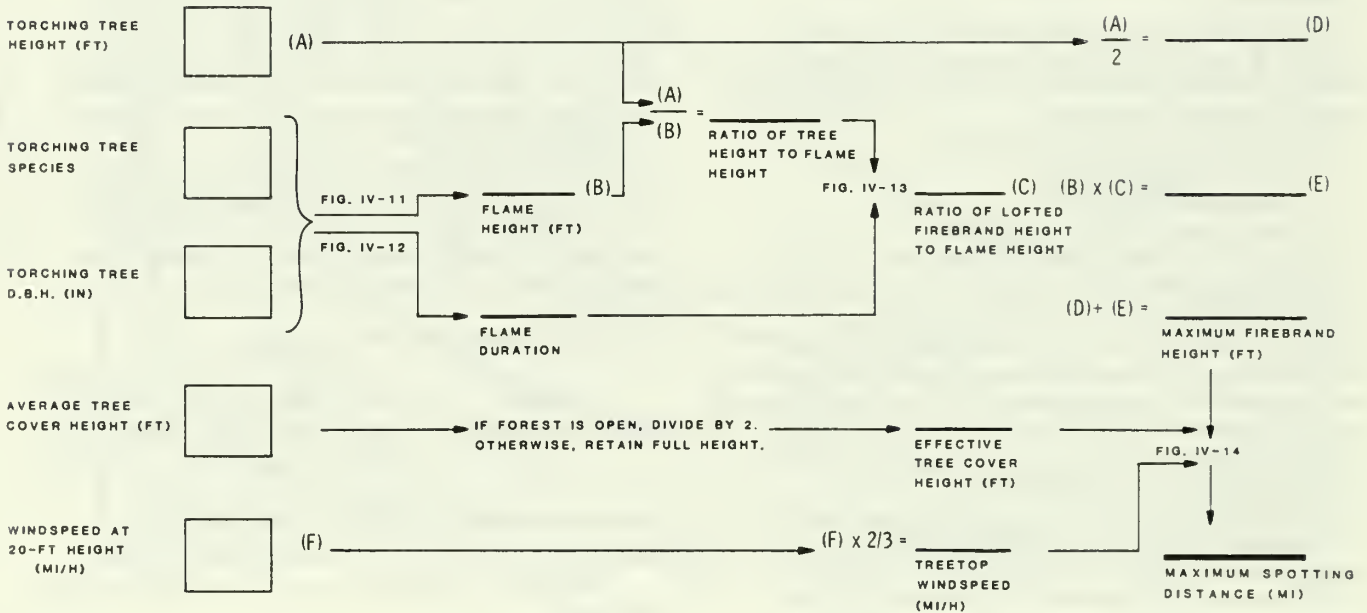 TORCHING TREE
HEIGHT (FT)
(A)
(A)
2
=
(D)
(A)
(B)
=
RATIO OF TREE
HEIGHT TO FLAME
HEIGHT
TORCHING TREE
SPECIES
FIG. IV-11
(B)
FLAME
HEIGHT (FT)
FIG. IV-12
FIG. IV-13
(C)
RATIO OF LOFTED
FIREBRAND HEIGHT
TO FLAME HEIGHT
(B) x (C) =
(E)
TORCHING TREE
D.B.H. (IN)
FLAME
DURATION
(D)+ (E) =
MAXIMUM FIREBRAND
HEIGHT (FT)
AVERAGE TREE
COVER HEIGHT (FT)
IF FOREST IS OPEN, DIVIDE BY 2.
OTHERWISE, RETAIN FULL HEIGHT.
EFFECTIVE
TREE COVER
HEIGHT (FT)
FIG. IV-14
WINDSPEED AT
20-FT HEIGHT
(MI/H)
(F)
(F) x 2/3 =
TREETOP
WINDSPEED
(MI/H)
MAXIMUM SPOTTING
DISTANCE (MI)